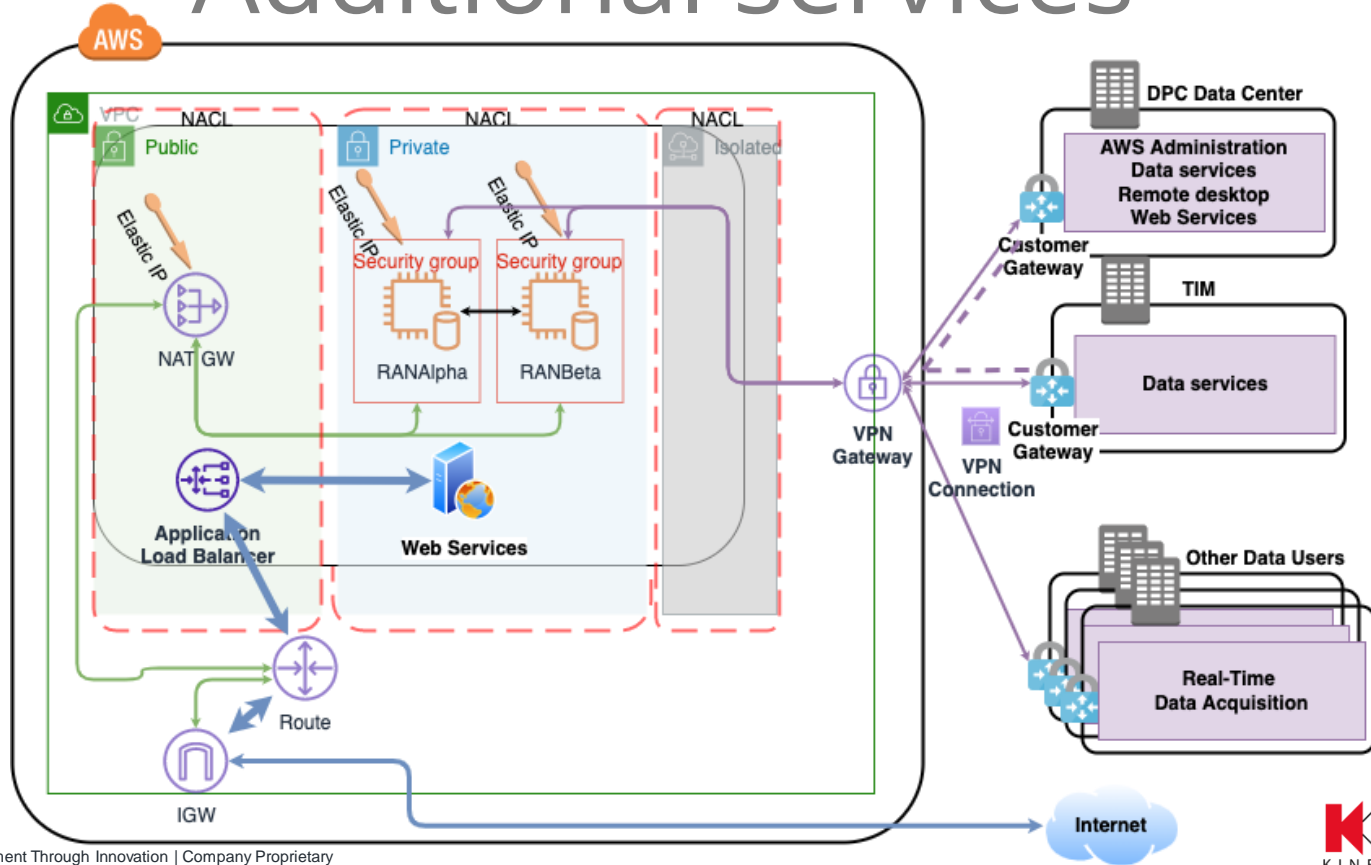 Additional services
AWS
VPC
NACL
NACL
NACL
Public
Private
Isolated
Elastic IP
Elastic IP
Elastic IP
Security group
Security group
NAT GW
RANAlpha
RANBeta
Application
Load Balancer
Web Services
Route
IGW
VPN
Gateway
VPN
Connection
DPC Data Center
AWS Administration
Data services
Remote desktop
Web Services
Customer
Gateway
TIM
Data services
Customer
Gateway
Other Data Users
Real-Time
Data Acquisition
Internet
Through Innovation | Company Proprietary